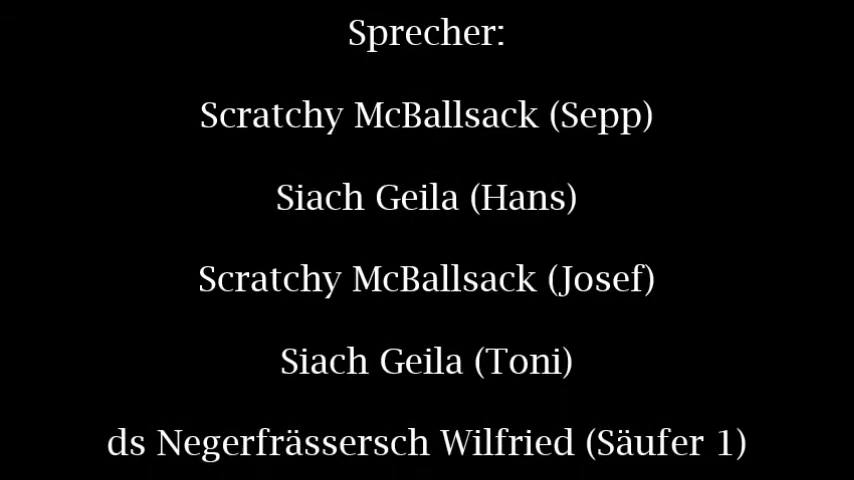 Sprecher:
Scratchy McBallsack (Sepp)
Siach Geila (Hans)
Scratchy McBallsack (Josef)
Siach Geila (Toni)
ds Negerfrässersch Wilfried (Säufer 1)